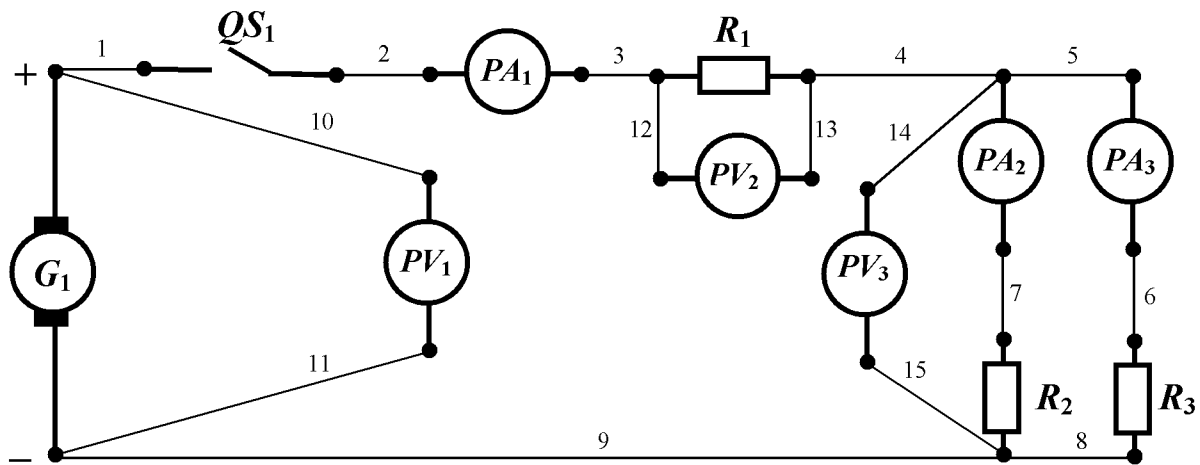 1 QS₁ 2 3 R₁ 4 5
+ PA₁
10 12 13 14
PV₂ PA₂ PA₃
G₁ PV₁ PV₃
7 6
11 15
R₂ R₃
9 8
–